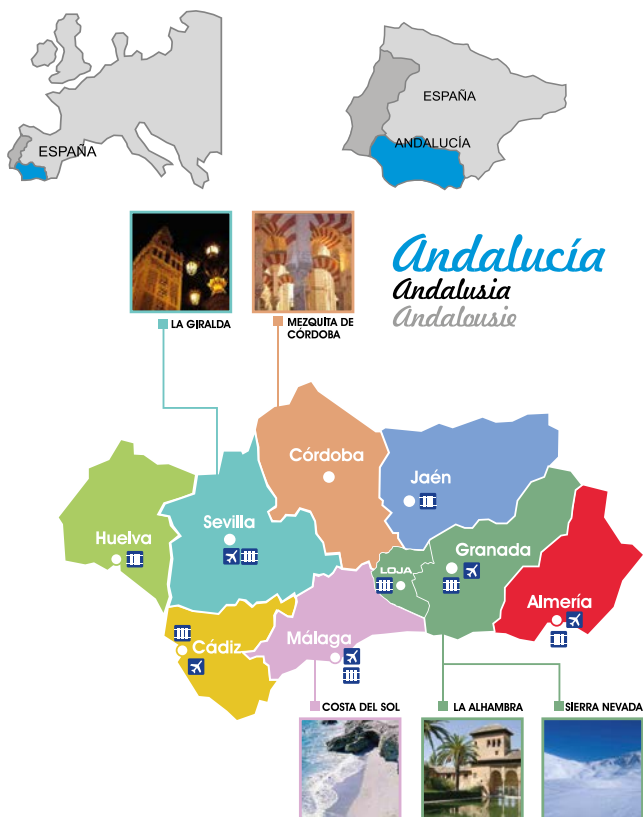 ESPAÑA
ESPAÑA
ANDALUCÍA
Andalucía
Andalusia
Andalousie
LA GIRALDA
MEZQUITA DE
CÓRDOBA
Córdoba
Jaén
Sevilla
Huelva
Granada
LOJA
Almería
Málaga
Cádiz
COSTA DEL SOL
LA ALHAMBRA
SIERRA NEVADA